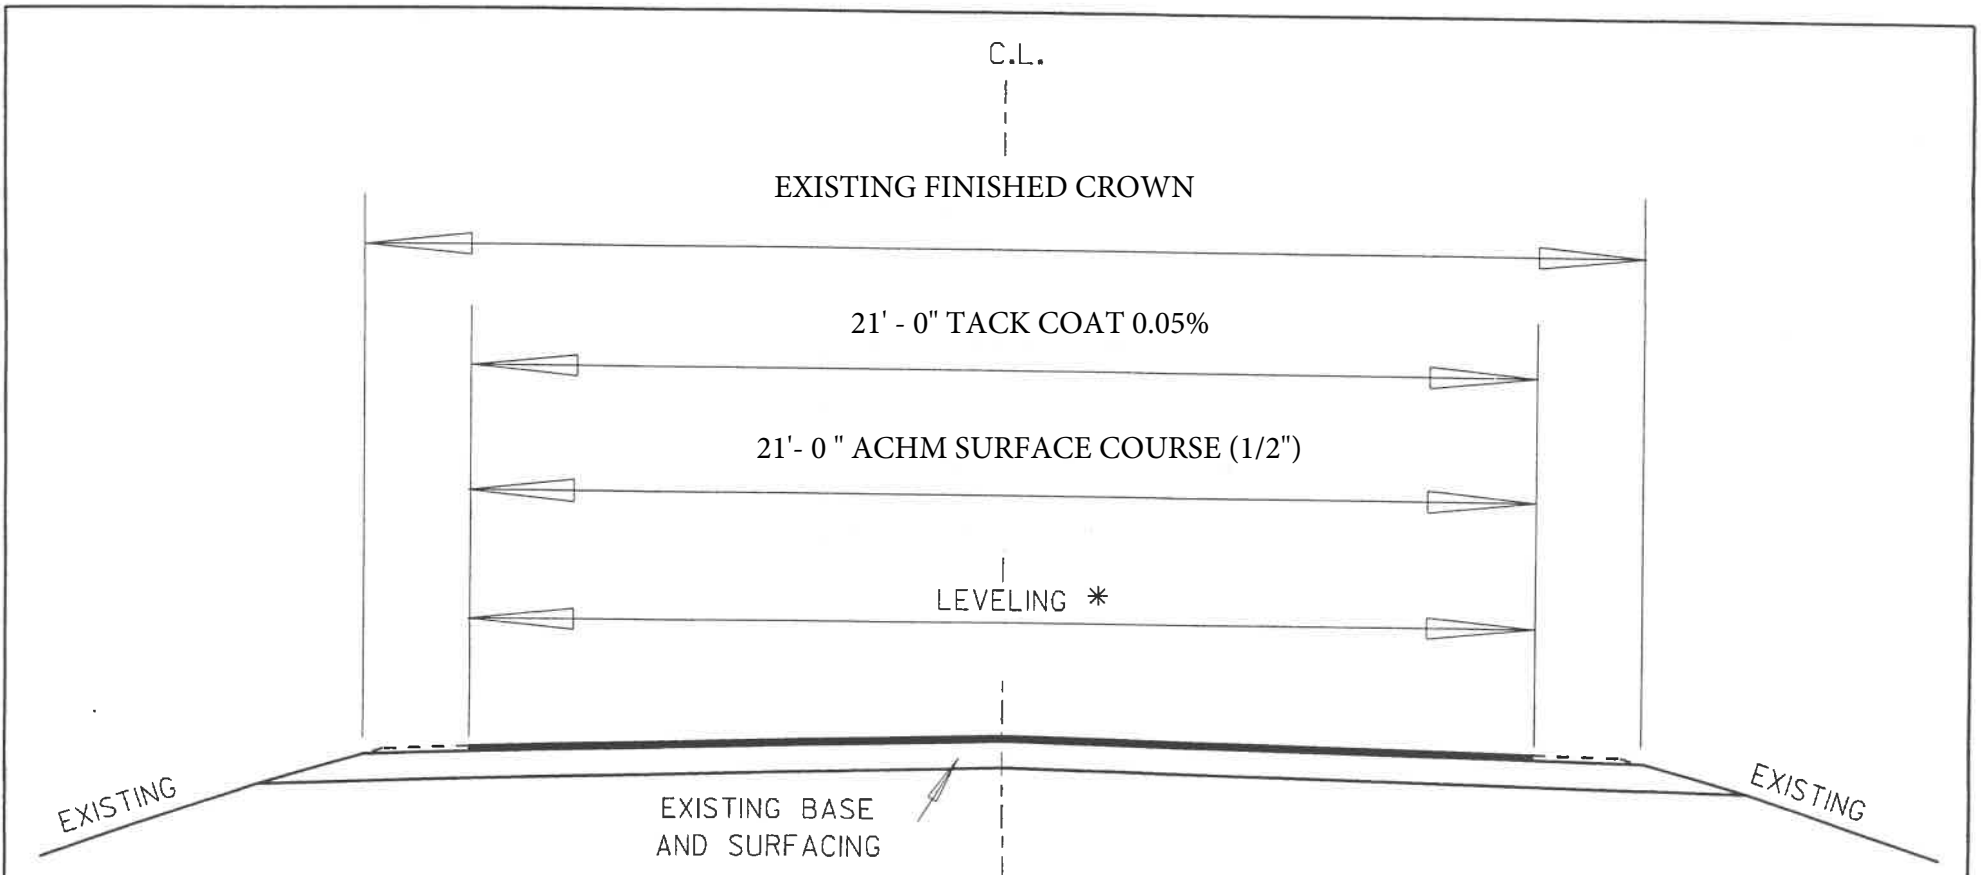 C.L.
EXISTING FINISHED CROWN
21' - 0" TACK COAT 0.05%
21'- 0 " ACHM SURFACE COURSE (1/2")
LEVELING *
EXISTING
EXISTING BASE
AND SURFACING
EXISTING